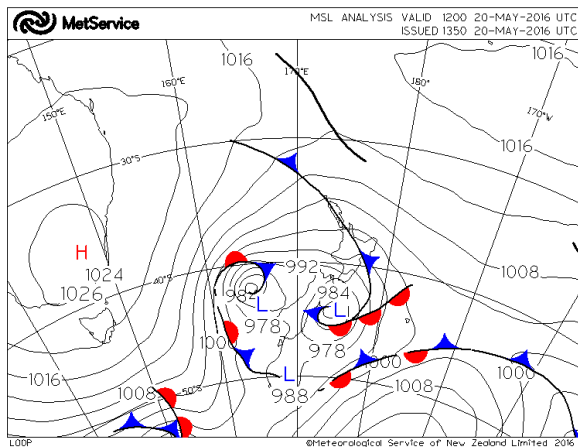 MetService
MSL ANALYSIS VALID 1200 20-MAY-2016 UTC
ISSUED 1350 20-MAY-2016 UTC
1016
1016
170°E
160°E
180°
150°E
170°W
1016
30°S
H
1024
1026
40°S
992
984
1008
982
L
L
978
978
100
1000
1000
L
988
1016
1008
50°S
1008
LOOP
©Meteorological Service of New Zealand Limited 2016